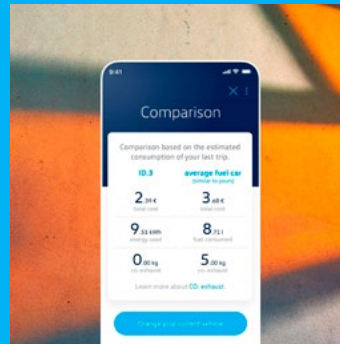 9:41
Comparison
Comparison based on the estimated
consumption of your last trip.
ID.3 average fuel car
(similar to yours)
2.39 € 3.68 €
total cost total cost
9.51 kWh 8.71 l
energy used fuel consumed
0.00 kg 5.00 kg
co₂ exhaust co₂ exhaust
Learn more about CO₂ exhaust.
Change your current vehicle